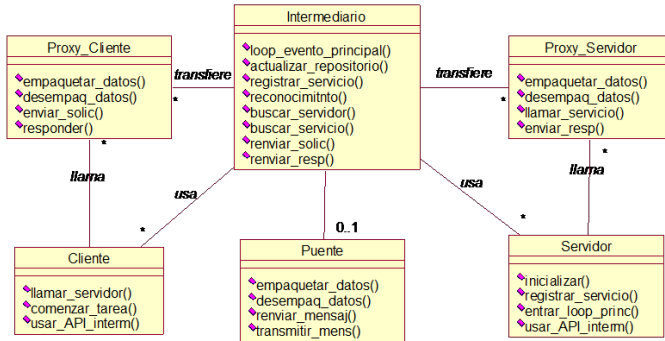 Intermediario
loop_evento_principal()
actualizar_repositorio()
registrar_servicio()
reconocimitnto()
buscar_servidor()
buscar_servicio()
renviar_solic()
renviar_resp()
Proxy_Cliente
empaquetar_datos()
desempaq_datos()
enviar_solic()
responder()
transfiere
*
Proxy_Servidor
empaquetar_datos()
desempaq_datos()
llamar_servicio()
enviar_resp()
transfiere
*
*
llama
*
usa
*
llama
usa
*
*
0..1
Cliente
llamar_servidor()
comenzar_tarea()
usar_API_interm()
Puente
empaquetar_datos()
desempaq_datos()
renviar_mensaj()
transmitir_mens()
Servidor
inicializar()
registrar_servicio()
entrar_loop_princ()
usar_API_interm()